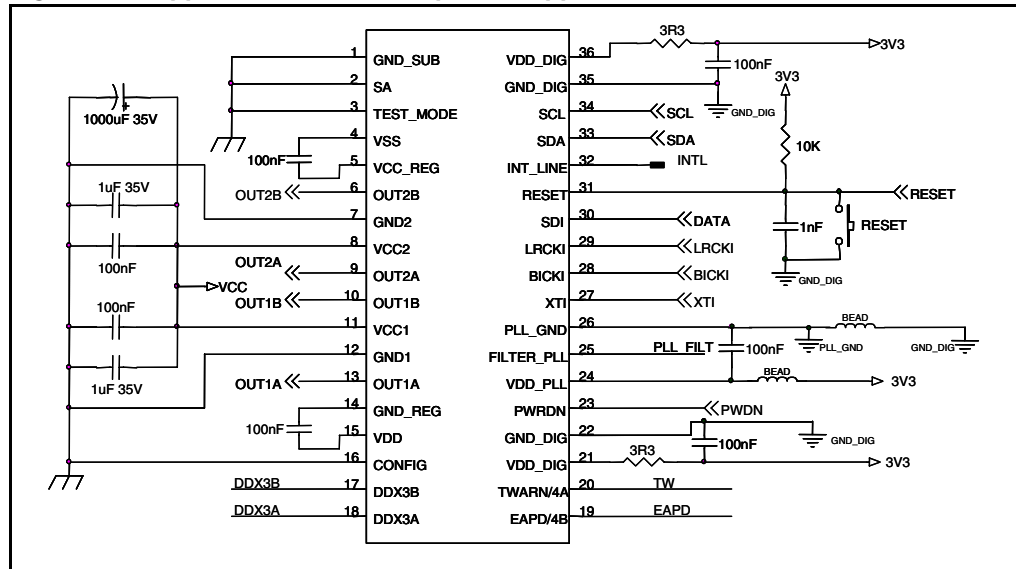 3R3
3V3
100nF
GND_DIG
3V3
10K
1000uF 35V
1uF 35V
100nF
VCC
100nF
1uF 35V
1 GND_SUB
2 SA
3 TEST_MODE
4 VSS
100nF
5 VCC_REG
OUT2B 6 OUT2B
7 GND2
8 VCC2
OUT2A 9 OUT2A
OUT1B 10 OUT1B
11 VCC1
12 GND1
OUT1A 13 OUT1A
14 GND_REG
100nF
15 VDD
16 CONFIG
DDX3B 17 DDX3B
DDX3A 18 DDX3A
VDD_DIG 36
GND_DIG 35
SCL 34 SCL
SDA 33 SDA
INT_LINE 32 INTL
RESET 31 RESET
1nF
RESET
GND_DIG
SDI 30 DATA
LRCKI 29 LRCKI
BICKI 28 BICKI
XTI 27 XTI
PLL_GND 26
BEAD
PLL_GND
GND_DIG
FILTER_PLL 25 PLL_FILT
100nF
VDD_PLL 24
BEAD
3V3
PWRDN 23 PWDN
GND_DIG 22
100nF
GND_DIG
VDD_DIG 21 3R3
3V3
TWARN/4A 20 TW
EAPD/4B 19 EAPD